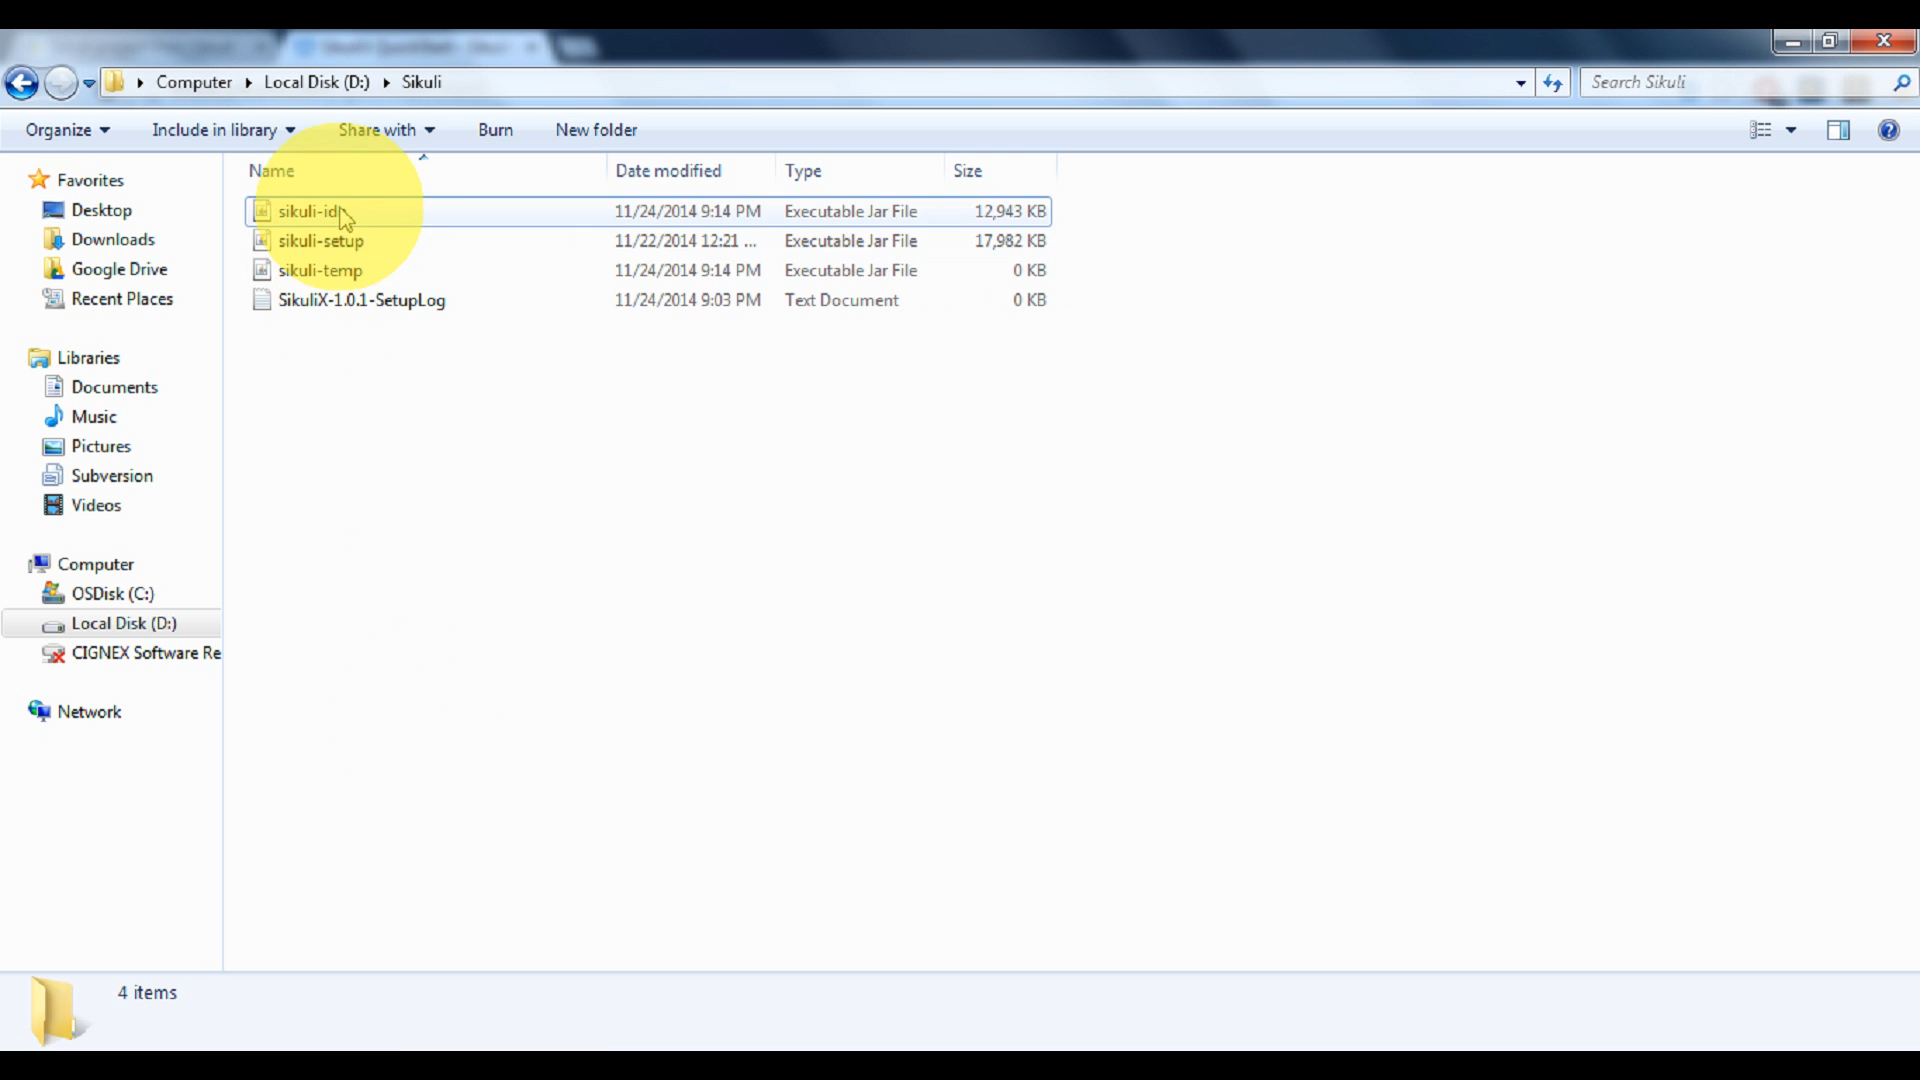 Computer Local Disk (D:) Sikuli
Search Sikuli
Organize Include in library Share with Burn New folder
Name Date modified Type Size
sikuli-id 11/24/2014 9:14 PM Executable Jar File 12,943 KB
sikuli-setup 11/22/2014 12:21 ... Executable Jar File 17,982 KB
sikuli-temp 11/24/2014 9:14 PM Executable Jar File 0 KB
SikuliX-1.0.1-SetupLog 11/24/2014 9:03 PM Text Document 0 KB
Favorites
Desktop
Downloads
Google Drive
Recent Places
Libraries
Documents
Music
Pictures
Subversion
Videos
Computer
OSDisk (C:)
Local Disk (D:)
CIGNEX Software Re
Network
4 items